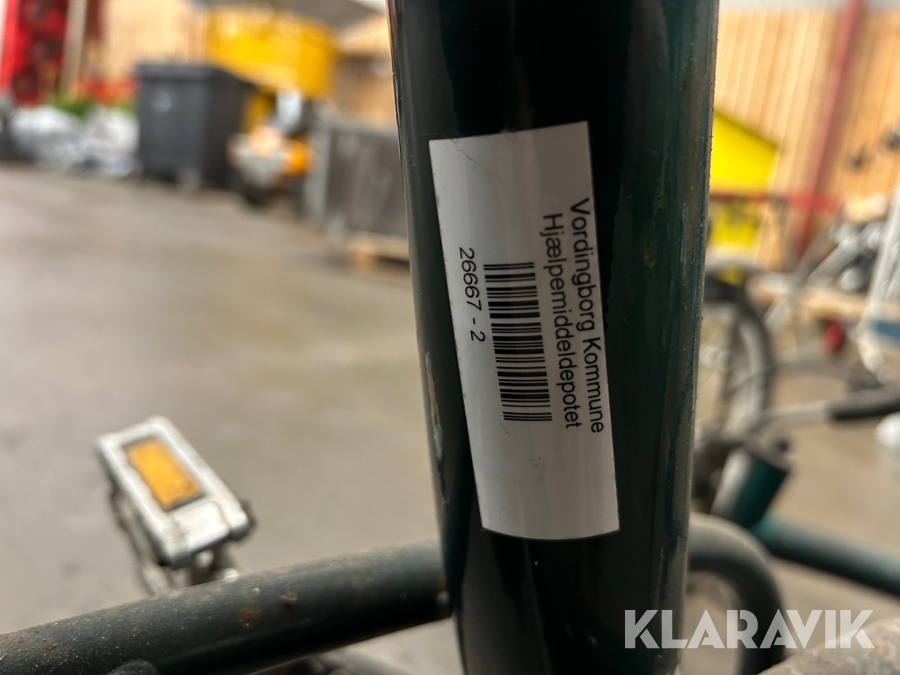 Vordingborg Kommune
Hjælpemiddeldepotet
26667 - 2
KLARAVIK